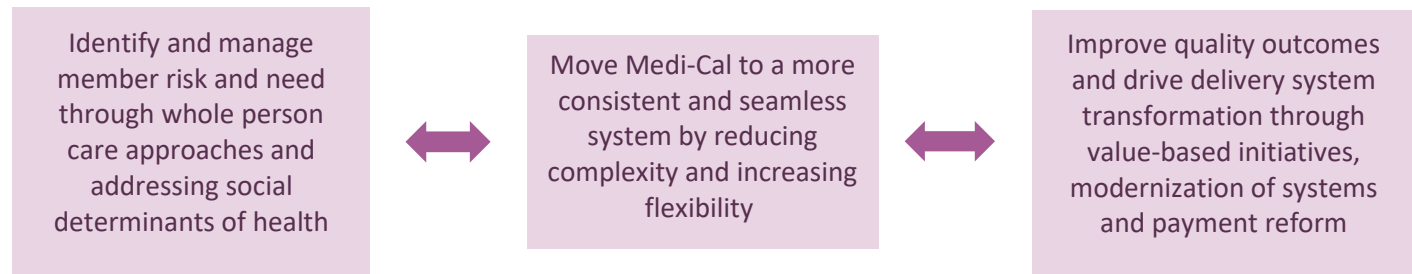 Identify and manage
member risk and need
through whole person
care approaches and
addressing social
determinants of health
Move Medi-Cal to a more
consistent and seamless
system by reducing
complexity and increasing
flexibility
Improve quality outcomes
and drive delivery system
transformation through
value-based initiatives,
modernization of systems
and payment reform